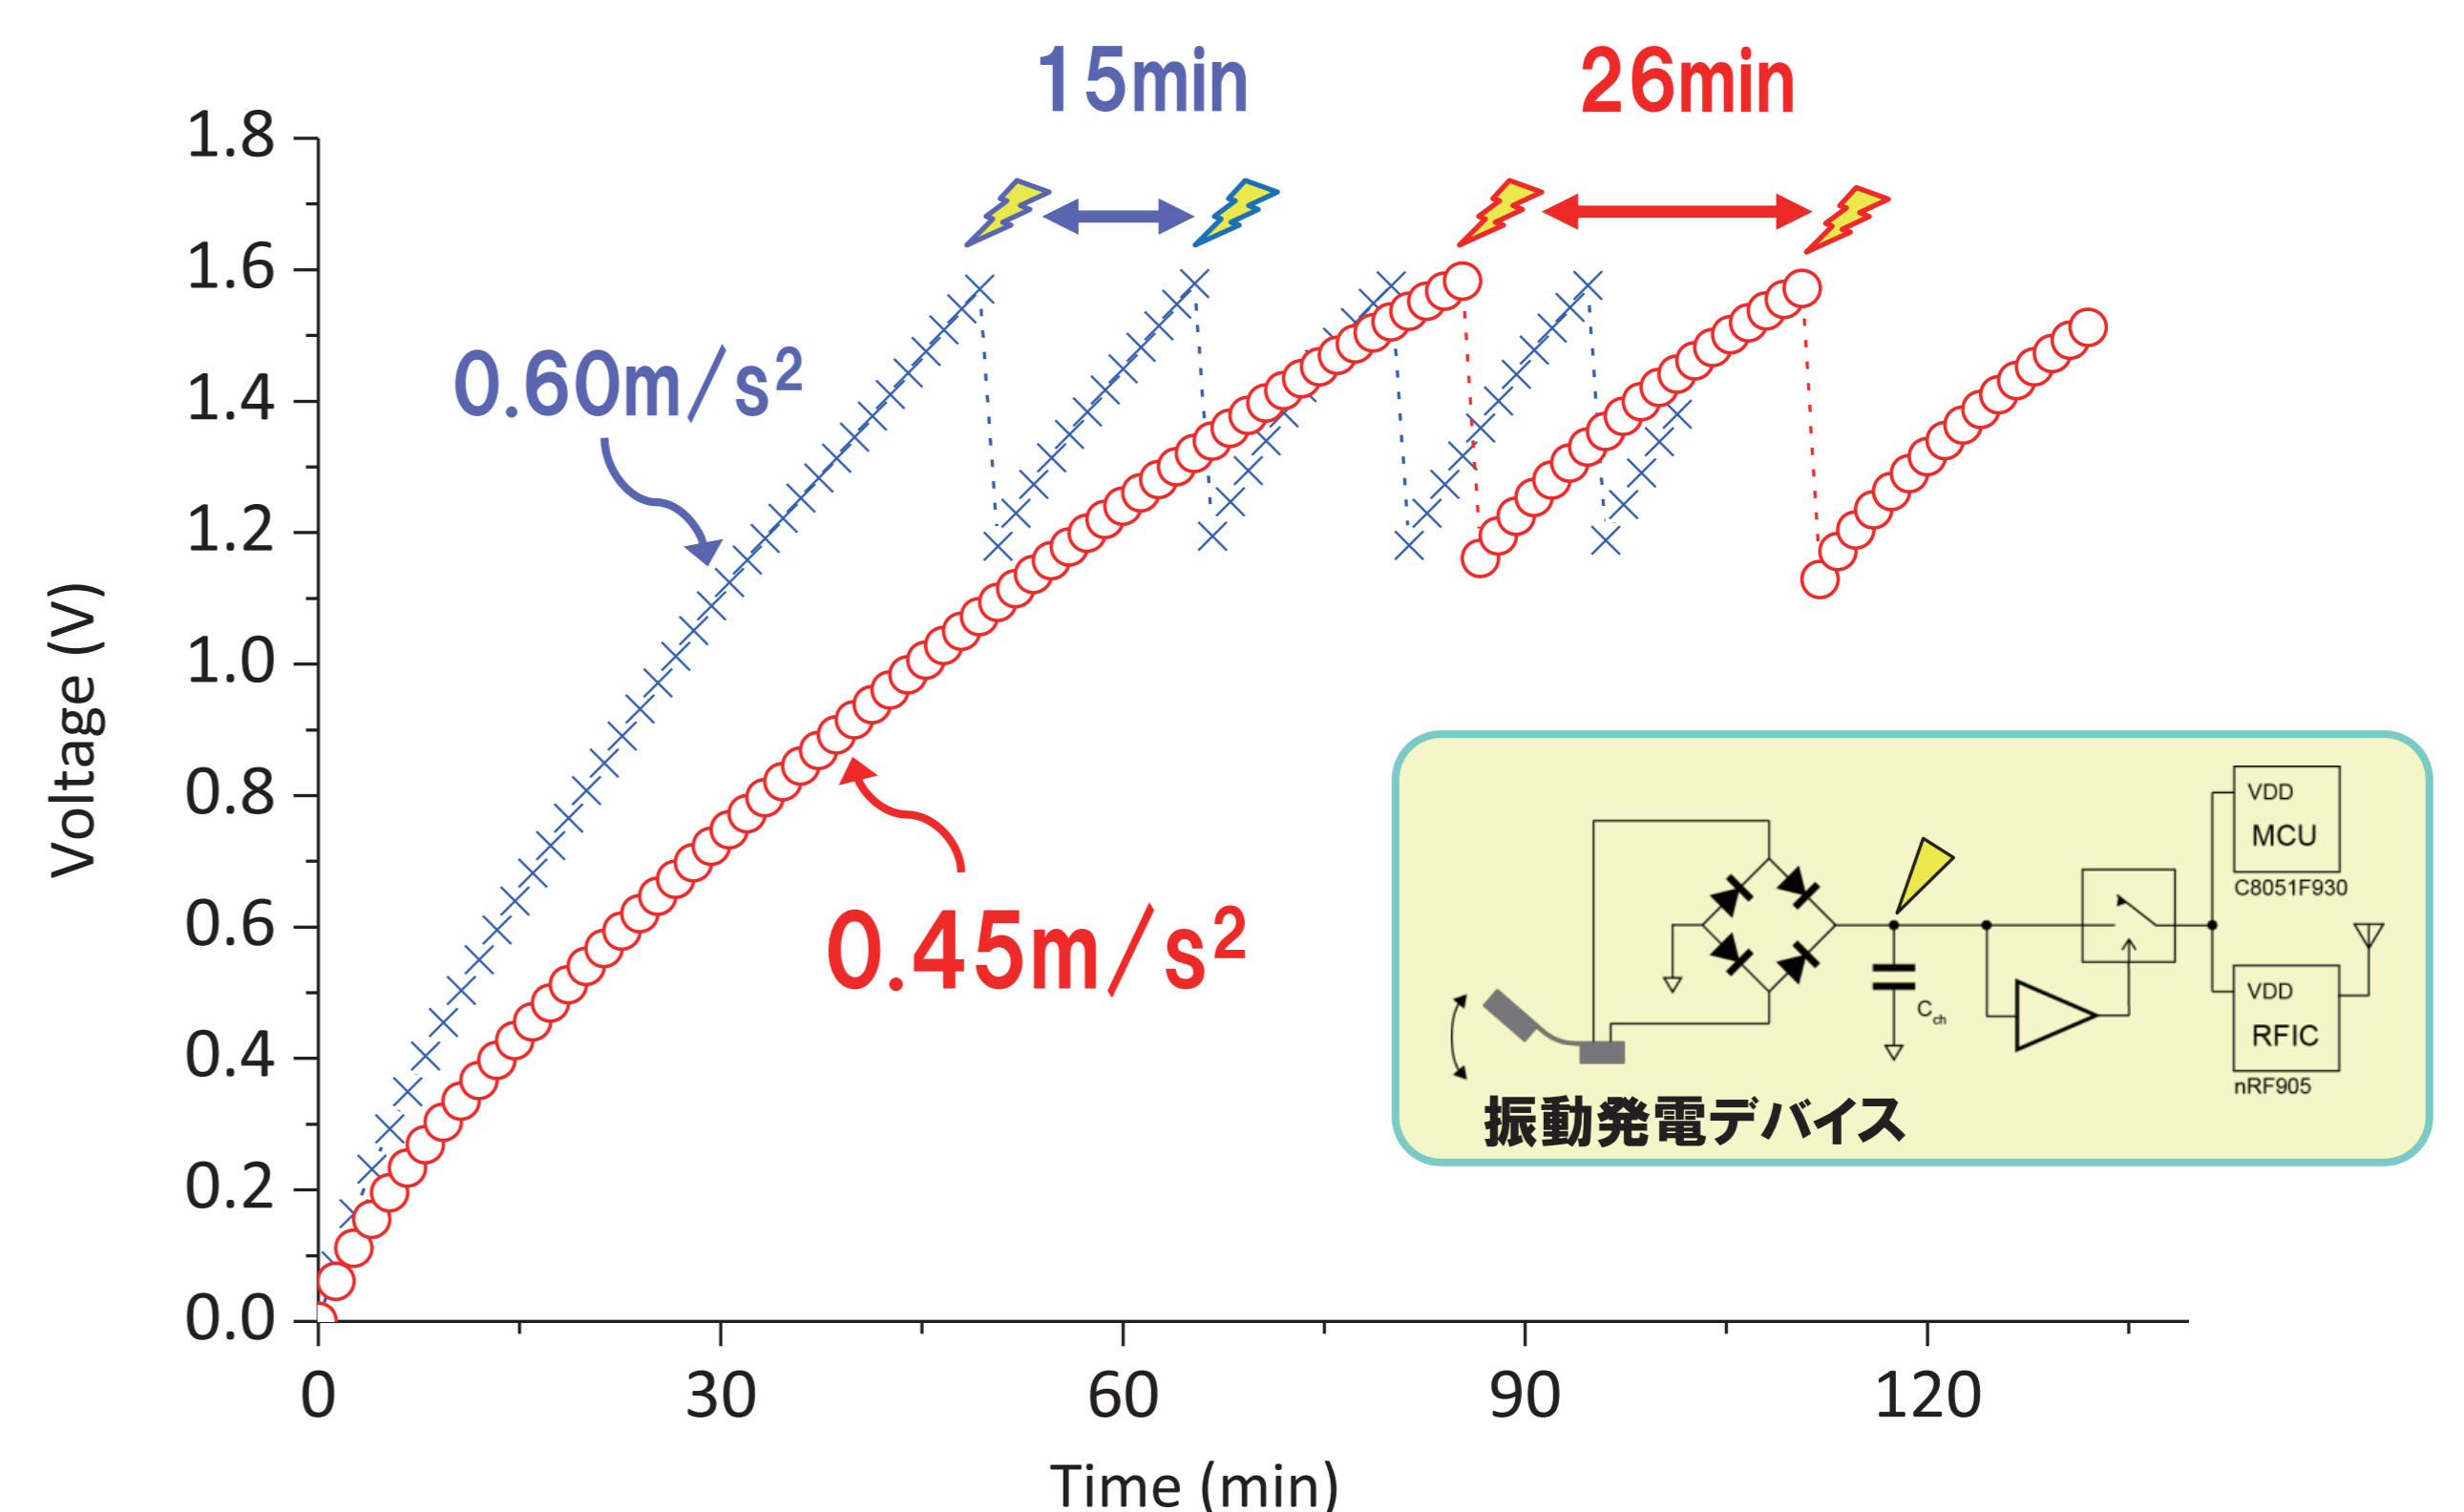 15min
26min
1.8
1.6
1.4
1.2
1.0
0.8
0.6
0.4
0.2
0.0
Voltage (V)
0.60m/s2
0.45m/s2
VDD
MCU
C8051F930
Cch
VDD
RFIC
nRF905
振動発電デバイス
0 30 60 90 120
Time (min)